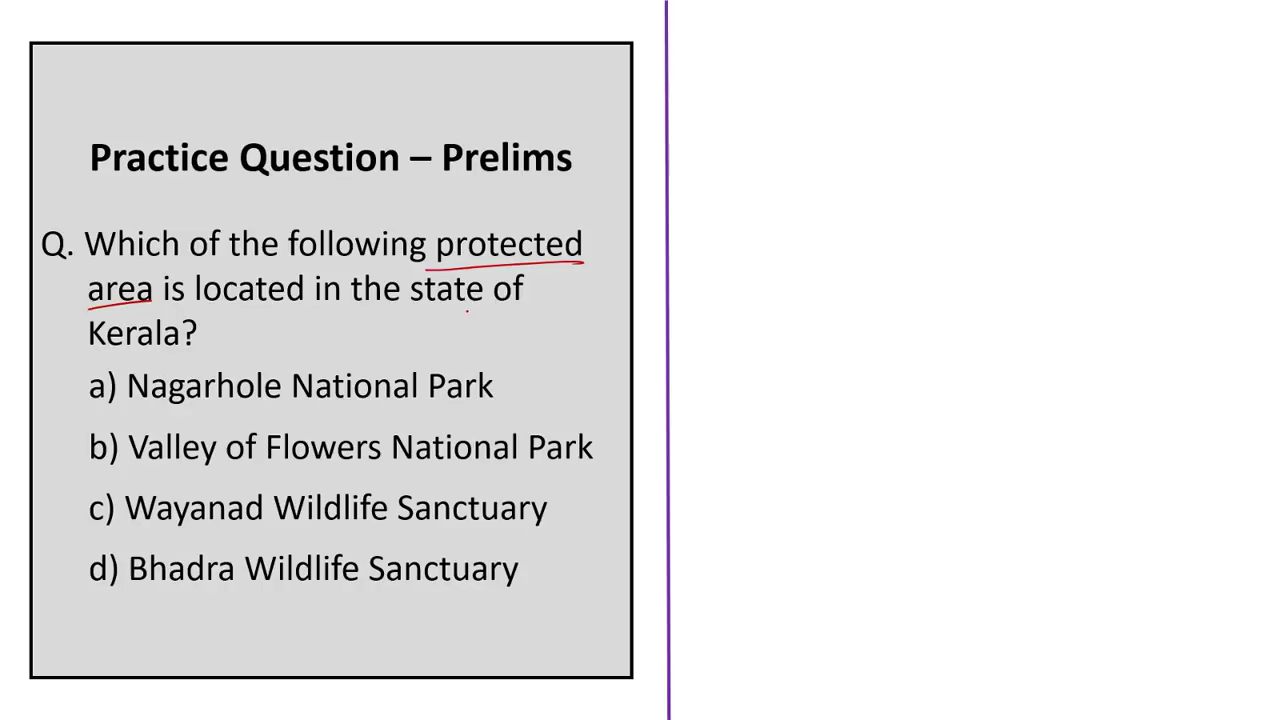 Practice Question – Prelims
Q. Which of the following protected
area is located in the state of
Kerala?
a) Nagarhole National Park
b) Valley of Flowers National Park
c) Wayanad Wildlife Sanctuary
d) Bhadra Wildlife Sanctuary